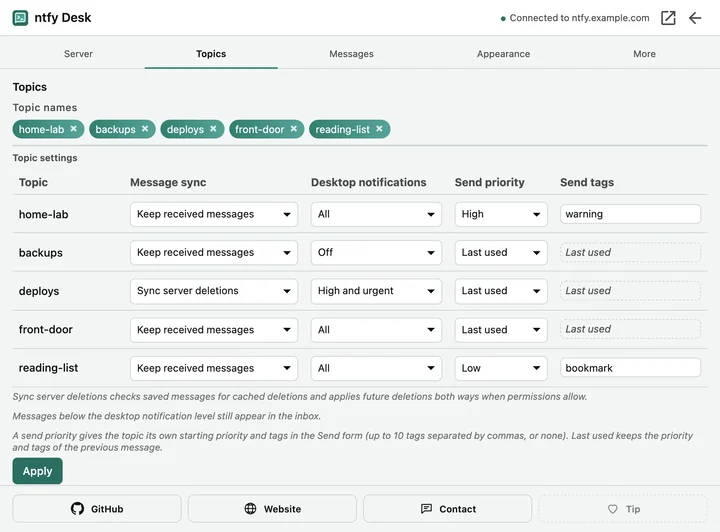 ntfy Desk
Connected to ntfy.example.com
Server Topics Messages Appearance More
Topics
Topic names
home-lab × backups × deploys × front-door × reading-list ×
Topic settings
Topic Message sync Desktop notifications Send priority Send tags
home-lab Keep received messages All High warning
backups Keep received messages Off Last used Last used
deploys Sync server deletions High and urgent Last used Last used
front-door Keep received messages All Last used Last used
reading-list Keep received messages All Low bookmark
Sync server deletions checks saved messages for cached deletions and applies future deletions both ways when permissions allow.
Messages below the desktop notification level still appear in the inbox.
A send priority gives the topic its own starting priority and tags in the Send form (up to 10 tags separated by commas, or none). Last used keeps the priority
and tags of the previous message.
Apply
GitHub Website Contact Tip